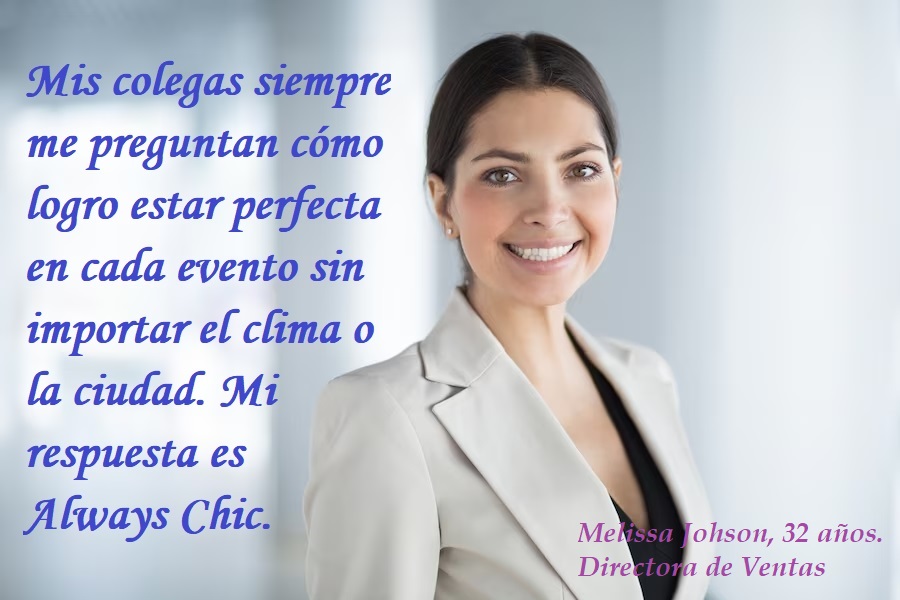 Mis colegas siempre
me preguntan cómo
logro estar perfecta
en cada evento sin
importar el clima o
la ciudad. Mi
respuesta es
Always Chic.
Melissa Johson, 32 años.
Directora de Ventas